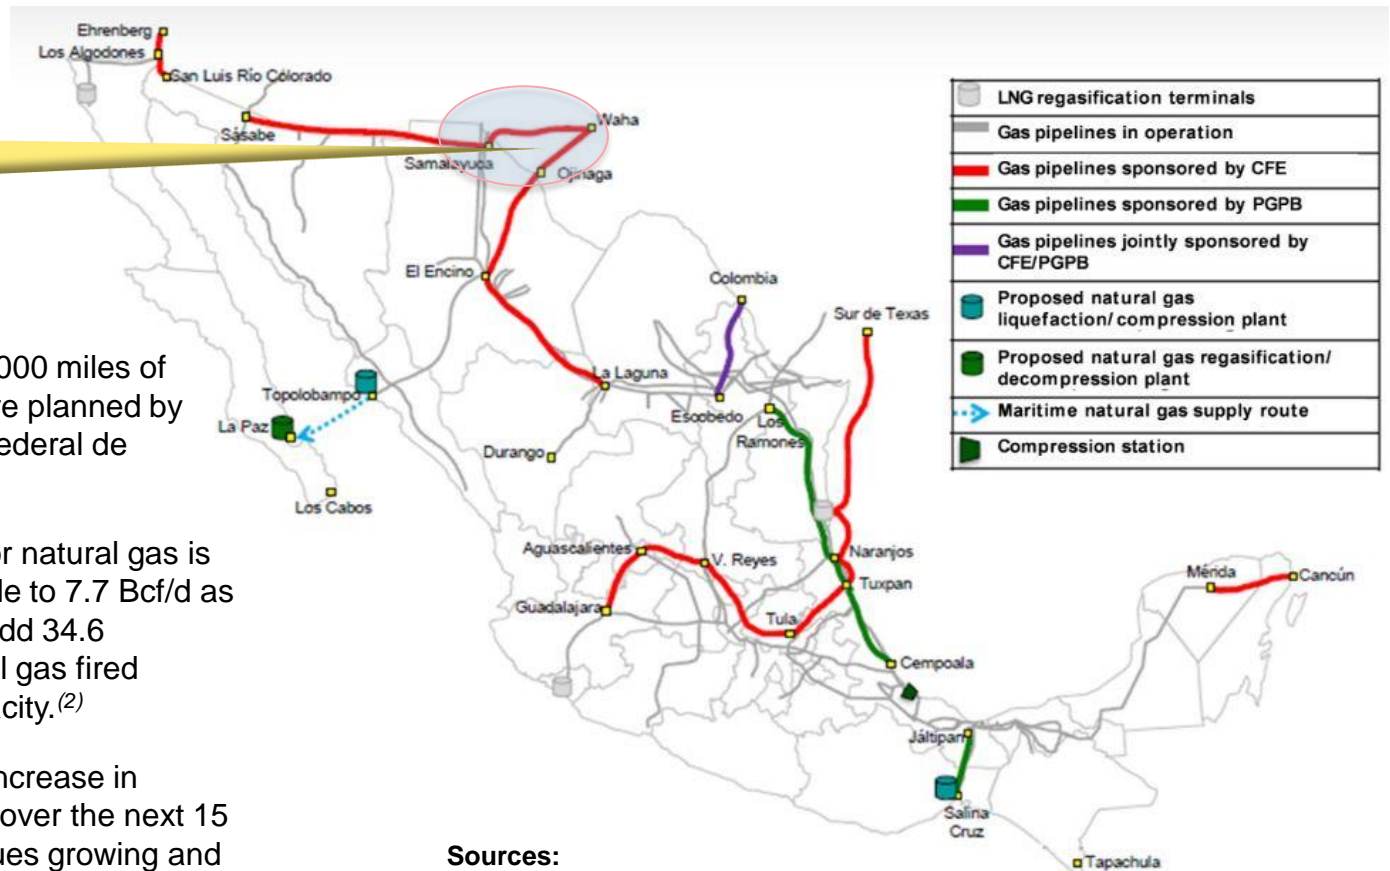 Ehrenberg
Los Algodones
San Luis Río Colorado
Sásabe
Waha
Samalayuca
Ojinaga
El Encino
Colombia
Sur de Texas
La Laguna
Topolobampo
La Paz
Escobedo
Los
Ramones
Durango
Los Cabos
Aguascalientes
V. Reyes
Naranjos
Tuxpan
Guadalajara
Tula
Mérida
Cancún
Cempoala
Jáltipan
Salina
Cruz
Tapachula
LNG regasification terminals
Gas pipelines in operation
Gas pipelines sponsored by CFE
Gas pipelines sponsored by PGPB
Gas pipelines jointly sponsored by
CFE/PGPB
Proposed natural gas
liquefaction/ compression plant
Proposed natural gas regasification/
decompression plant
Maritime natural gas supply route
Compression station
000 miles of
re planned by
ederal de
or natural gas is
le to 7.7 Bcf/d as
dd 34.6
l gas fired
city.(2)
ncrease in
over the next 15
ues growing and
Sources: